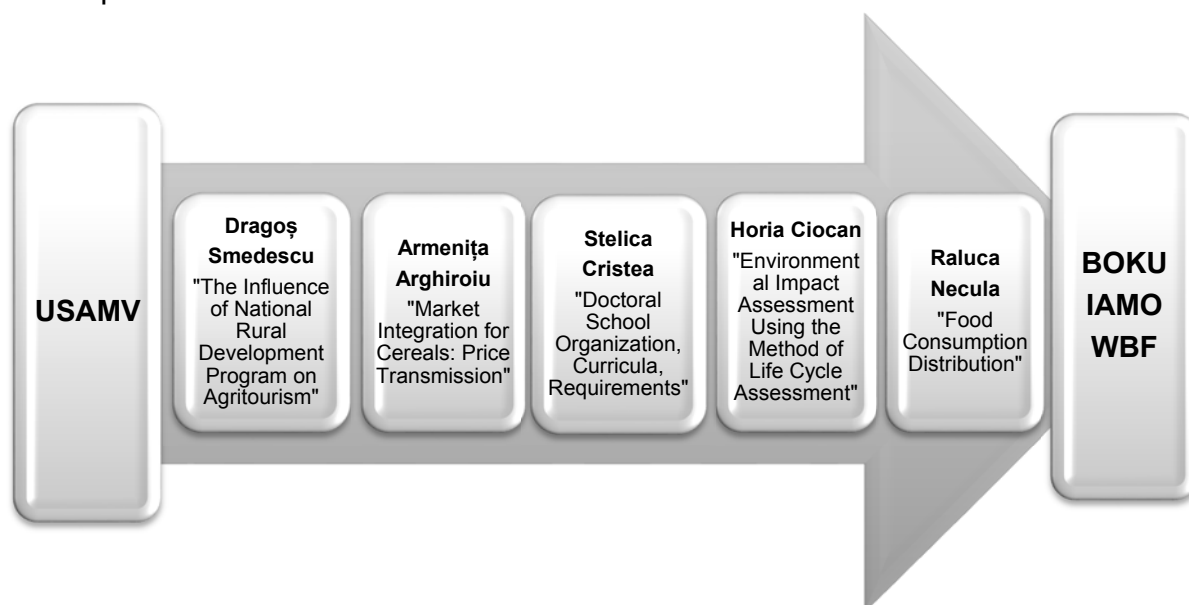 USAMV
Dragoș
Smedescu
"The Influence
of National
Rural
Development
Program on
Agritourism"
Armenița
Arghiroiu
"Market
Integration for
Cereals: Price
Transmission"
Stelica
Cristea
"Doctoral
School
Organization,
Curricula,
Requirements"
Horia Ciocan
"Environment
al Impact
Assessment
Using the
Method of
Life Cycle
Assessment"
Raluca
Necula
"Food
Consumption
Distribution"
BOKU
IAMO
WBF